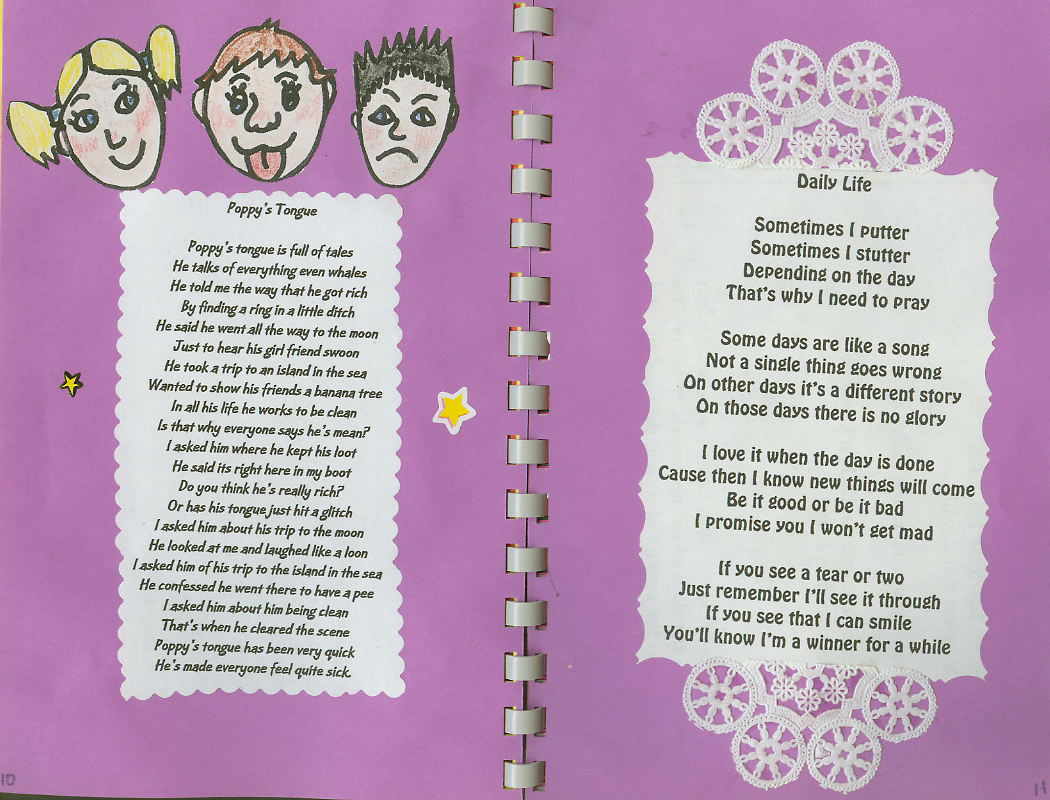 Poppy's Tongue
Poppy's tongue is full of tales
He talks of everything even whales
He told me the way that he got rich
By finding a ring in a little ditch
He said he went all the way to the moon
Just to hear his girl friend swoon
He took a trip to an island in the sea
Wanted to show his friends a banana tree
In all his life he works to be clean
Is that why everyone says he's mean?
I asked him where he kept his loot
He said its right here in my boot
Do you think he's really rich?
Or has his tongue just hit a glitch
I asked him about his trip to the moon
He looked at me and laughed like a loon
I asked him of his trip to the island in the sea
He confessed he went there to have a pee
I asked him about him being clean
That's when he cleared the scene
Poppy's tongue has been very quick
He's made everyone feel quite sick.
10
Daily Life
Sometimes I putter
Sometimes I stutter
Depending on the day
That's why I need to pray
Some days are like a song
Not a single thing goes wrong
On other days it's a different story
On those days there is no glory
I love it when the day is done
Cause then I know new things will come
Be it good or be it bad
I promise you I won't get mad
If you see a tear or two
Just remember I'll see it through
If you see that I can smile
You'll know I'm a winner for a while
11